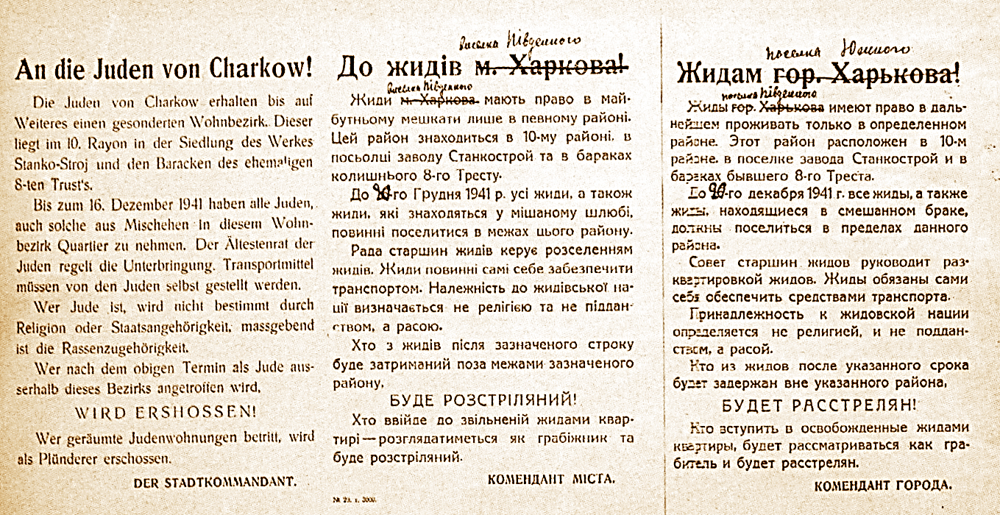 An die Juden von Charkow!
Die Juden von Charkow erhalten bis auf
Weiteres einen gesonderten Wohnbezirk. Dieser
liegt im 10. Rayon in der Siedlung des Werkes
Stanko-Stroj und den Baracken des ehemaligen
8-ten Trust's.
Bis zum 16. Dezember 1941 haben alle Juden,
auch solche aus Mischehen in diesem Wohn-
bezirk Quartier zu nehmen. Der Ältestenrat der
Juden regelt die Unterbringung. Transportmittel
müssen von den Juden selbst gestellt werden.
Wer Jude ist, wird nicht bestimmt durch
Religion oder Staatsangehörigkeit, massgebend
ist die Rassenzugehörigkeit.
Wer nach dem obigen Termin als Jude aus-
serhalb dieses Bezirks angetroffen wird,
WIRD ERSHOSSEN!
Wer geräumte Judenwohnungen betritt, wird
als Plünderer erschossen.
DER STADTKOMMANDANT.
виселка Південного
До жидів м. Харкова!
виселка Південного
Жиди м. Харкова мають право в май-
бутньому мешкати лише в певному районі.
Цей район знаходиться в 10-му районі, в
посьолці заводу Станкострой та в бараках
колишнього 8-го Тресту.
До -го Грудня 1941 р. усі жиди, а також
жиди, які знаходяться у мішаному шлюбі,
повинні поселитися в межах цього району.
Рада старшин жидів керує розселенням
жидів. Жиди повинні самі себе забезпечити
транспортом. Належність до жидівської на-
ції визначається не релігією та не піддан-
ством, а расою.
Хто з жидів після зазначеного строку
буде затриманий поза межами зазначеного
району,
БУДЕ РОЗСТРІЛЯНИЙ!
Хто ввійде до звільненій жидами квар-
тирі—розглядатиметься як грабіжник та
буде розстріляний.
КОМЕНДАНТ МІСТА.
поселка Южного
Жидам гор. Харькова!
поселка Південного
Жиды гор. Харькова имеют право в даль-
нейшем проживать только в определенном
районе. Этот район расположен в 10-м
районе, в поселке завода Станкострой и в
бараках бывшего 8-го Треста.
До -го декабря 1941 г. все жиды, а также
жиды, находящиеся в смешанном браке,
должны поселиться в пределах данного
района.
Совет старшин жидов руководит рас-
квартировкой жидов. Жиды обязаны сами
себя обеспечить средствами транспорта.
Принадлежность к жидовской нации
определяется не религией, и не поддан-
ством, а расой.
Кто из жидов после указанного срока
будет задержан вне указанного района,
БУДЕТ РАССТРЕЛЯН!
Кто вступить в освобожденные жидами
квартиры, будет рассматриваться как гра-
битель и будет расстрелян.
КОМЕНДАНТ ГОРОДА.